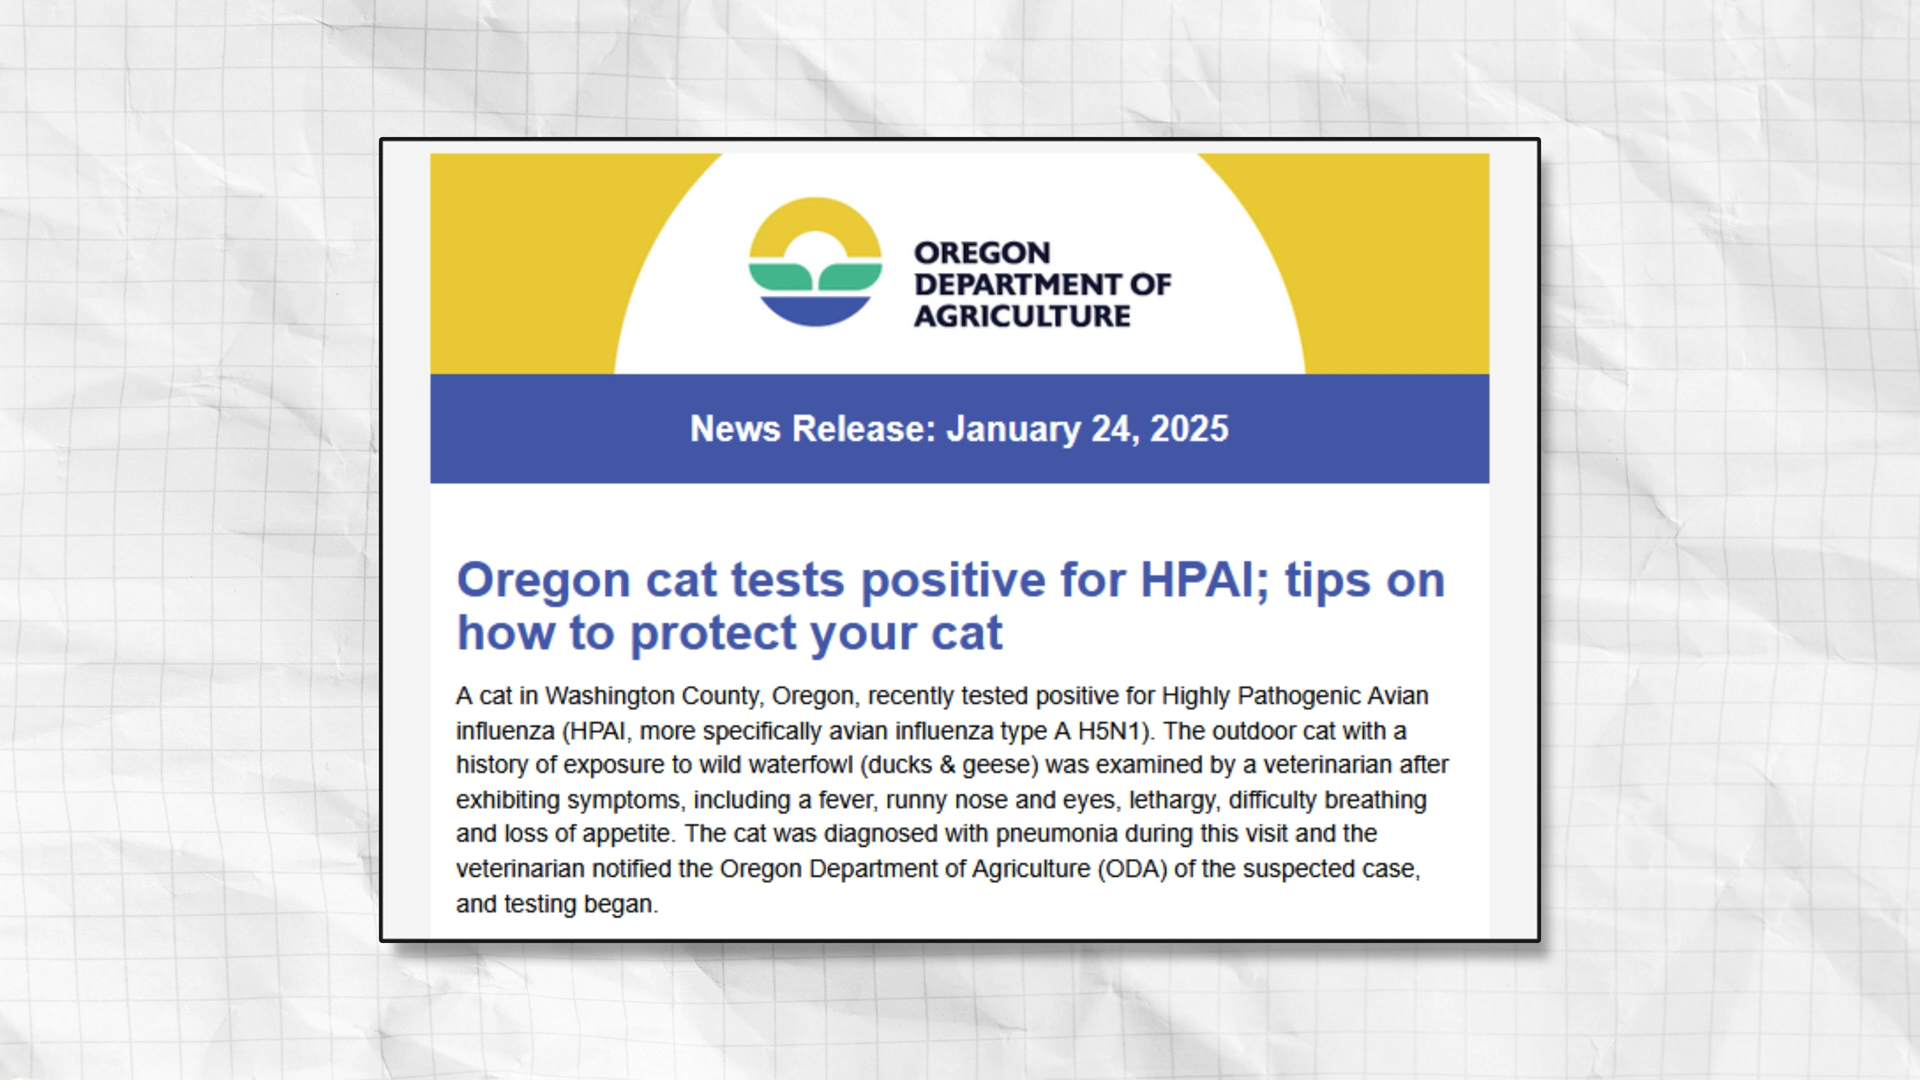 OREGON
DEPARTMENT OF
AGRICULTURE
News Release: January 24, 2025
Oregon cat tests positive for HPAI; tips on
how to protect your cat
A cat in Washington County, Oregon, recently tested positive for Highly Pathogenic Avian
influenza (HPAI, more specifically avian influenza type A H5N1). The outdoor cat with a
history of exposure to wild waterfowl (ducks & geese) was examined by a veterinarian after
exhibiting symptoms, including a fever, runny nose and eyes, lethargy, difficulty breathing
and loss of appetite. The cat was diagnosed with pneumonia during this visit and the
veterinarian notified the Oregon Department of Agriculture (ODA) of the suspected case,
and testing began.